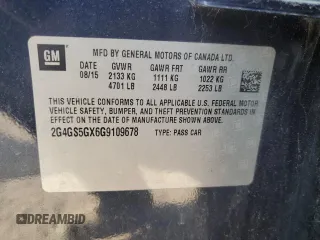 GM
MFD BY GENERAL MOTORS OF CANADA LTD.
DATE GVWR GAWR FRT GAWR RR
08/15 2133 KG 1111 KG 1022 KG
4701 LB 2448 LB 2253 LB
THIS VEHICLE CONFORMS TO ALL APPLICABLE U.S. FEDERAL MOTOR
VEHICLE SAFETY, BUMPER, AND THEFT PREVENTION STANDARDS IN
EFFECT ON THE DATE OF MANUFACTURE SHOWN ABOVE.
2G4GS5GX6G9109678 TYPE: PASS CAR
DREAMBID